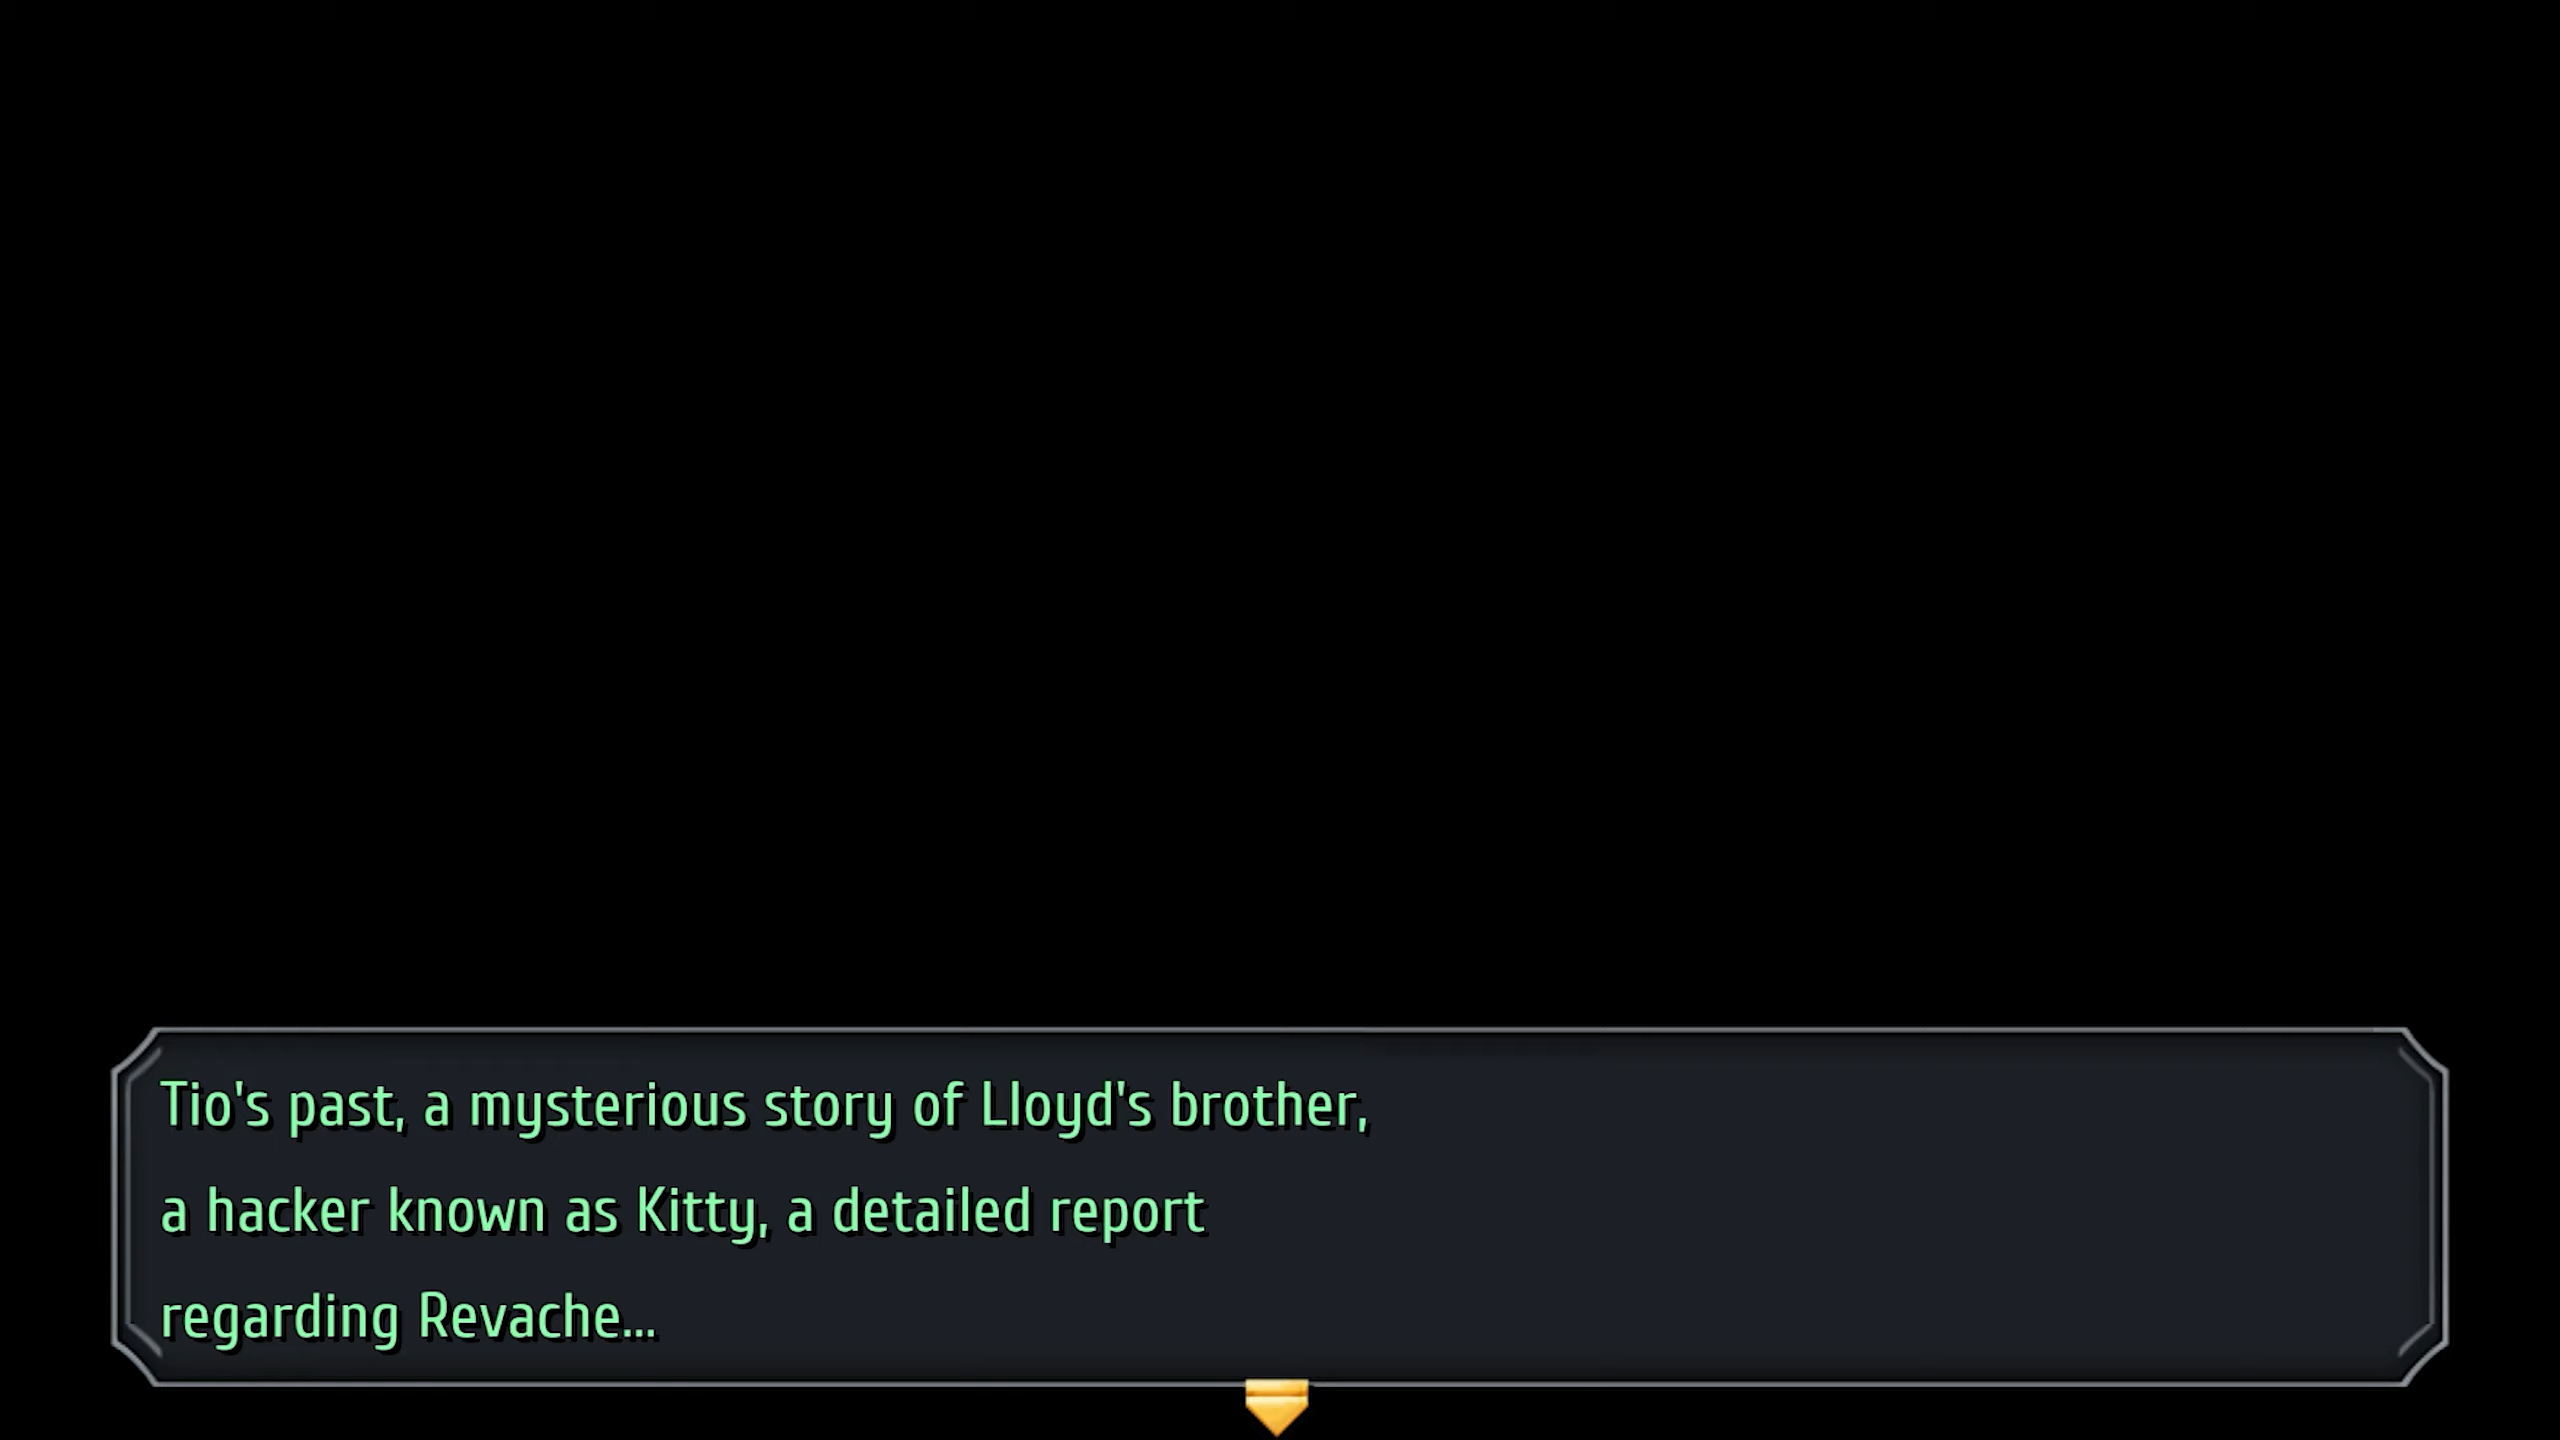 Tio's past, a mysterious story of Lloyd's brother,
a hacker known as Kitty, a detailed report
regarding Revache...